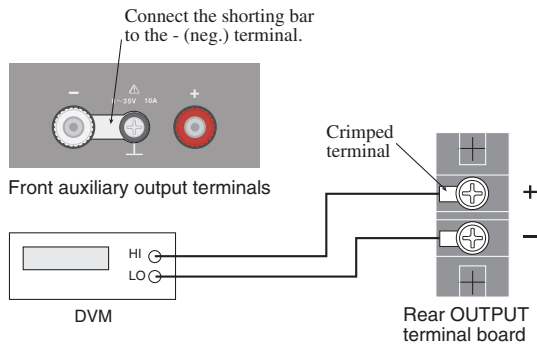 Connect the shorting bar
to the - (neg.) terminal.
−
+
0~35V 10A
Front auxiliary output terminals
Crimped
terminal
+
−
HI
LO
DVM
Rear OUTPUT
terminal board